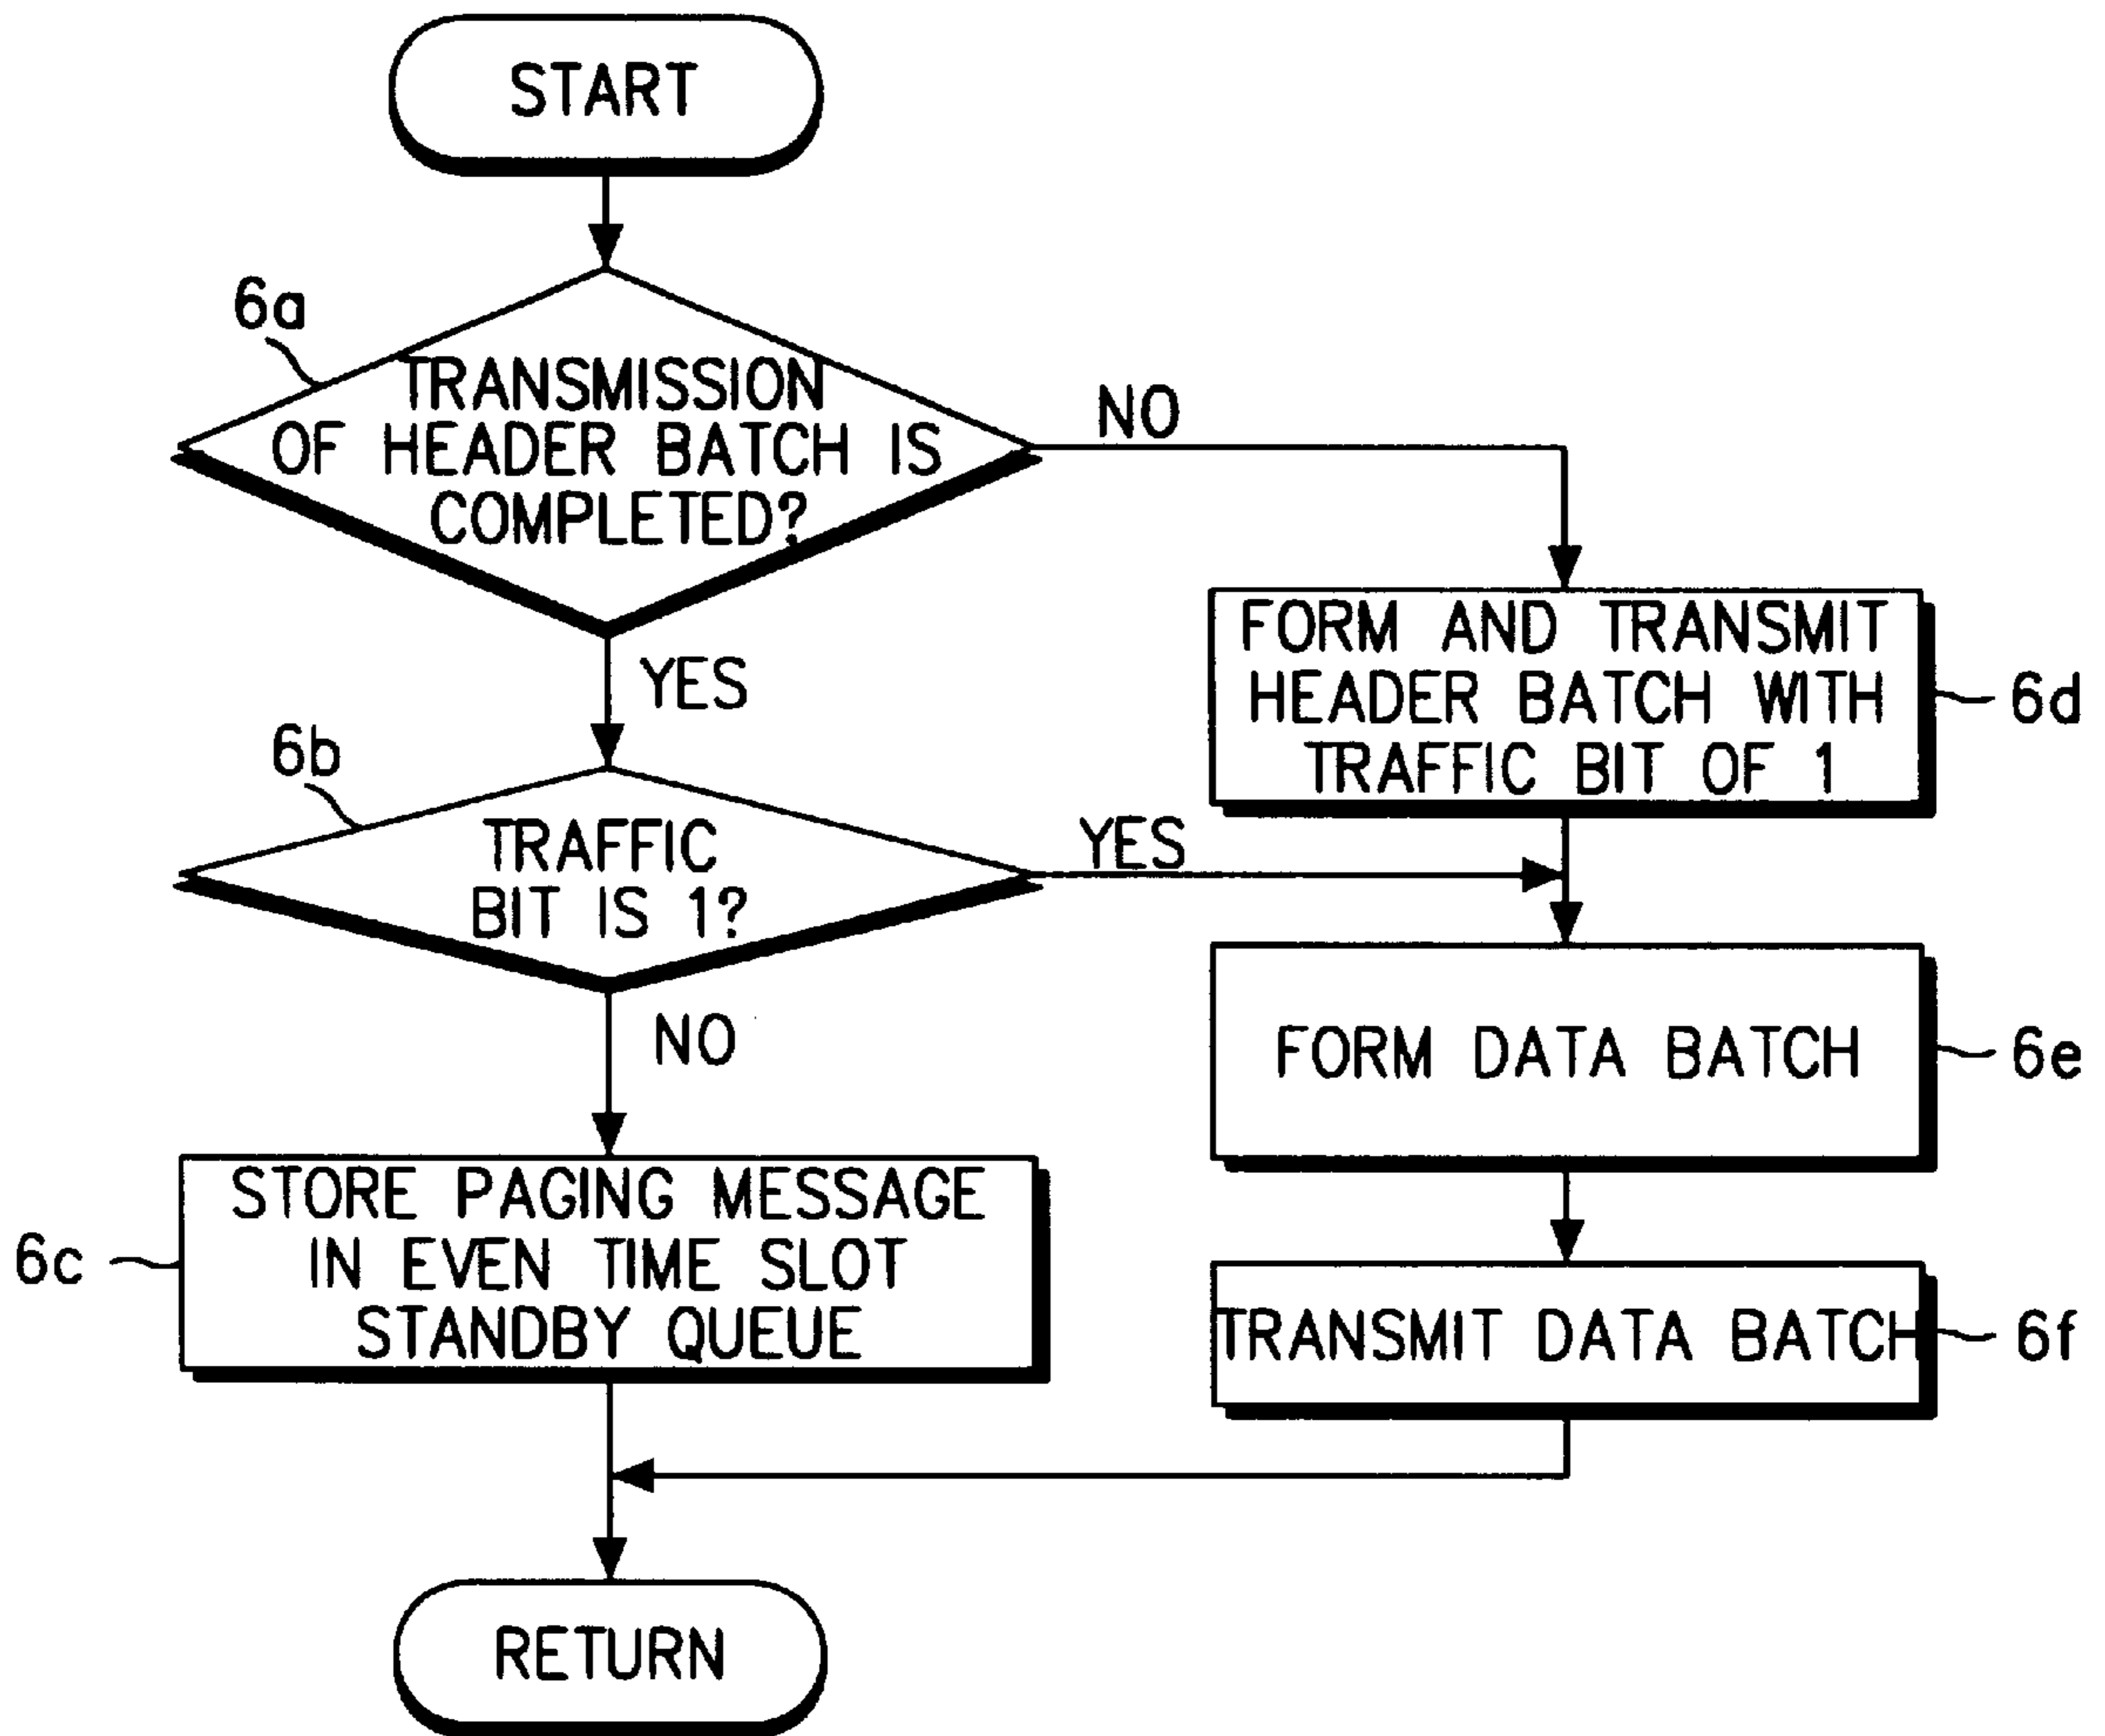 START
6a
TRANSMISSION
OF HEADER BATCH IS
COMPLETED?
NO
YES
FORM AND TRANSMIT
HEADER BATCH WITH
TRAFFIC BIT OF 1
6d
6b
TRAFFIC
BIT IS 1?
YES
NO
FORM DATA BATCH
6e
6c
STORE PAGING MESSAGE
IN EVEN TIME SLOT
STANDBY QUEUE
TRANSMIT DATA BATCH
6f
RETURN